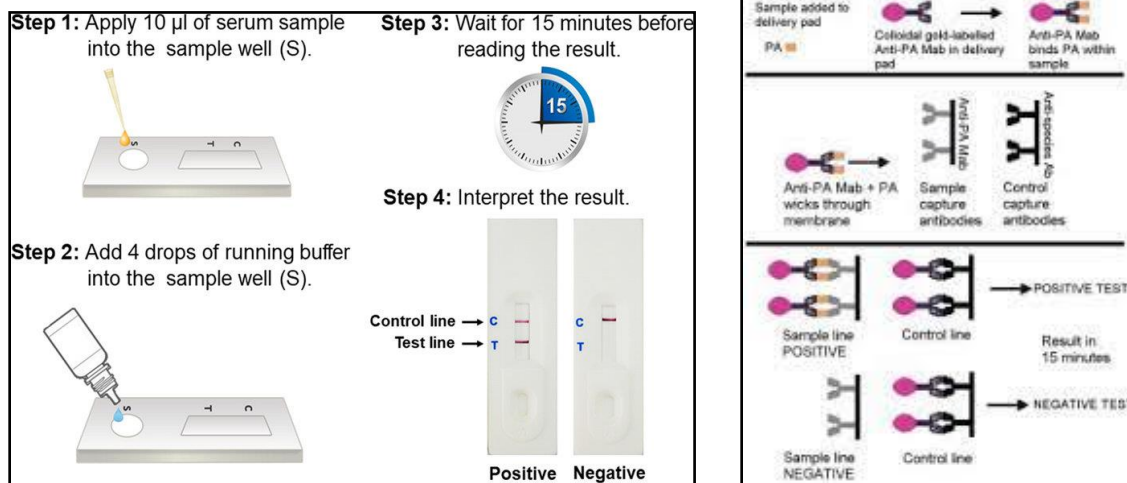 Step 1: Apply 10 µl of serum sample
into the sample well (S).
S
T
C
Step 2: Add 4 drops of running buffer
into the sample well (S).
S
T
C
Step 3: Wait for 15 minutes before
reading the result.
15
Step 4: Interpret the result.
Control line
Test line
C
T
C
T
Positive
Negative
Sample added to
delivery pad
PA
Colloidal gold-labelled
Anti-PA Mab in delivery
pad
Anti-PA Mab
binds PA within
sample
Anti-PA Mab + PA
wicks through
membrane
Anti-PA Mab
Sample
capture
antibodies
Anti-species Ab
Control
capture
antibodies
Sample line
POSITIVE
Control line
POSITIVE TEST
Result in
15 minutes
Sample line
NEGATIVE
Control line
NEGATIVE TEST